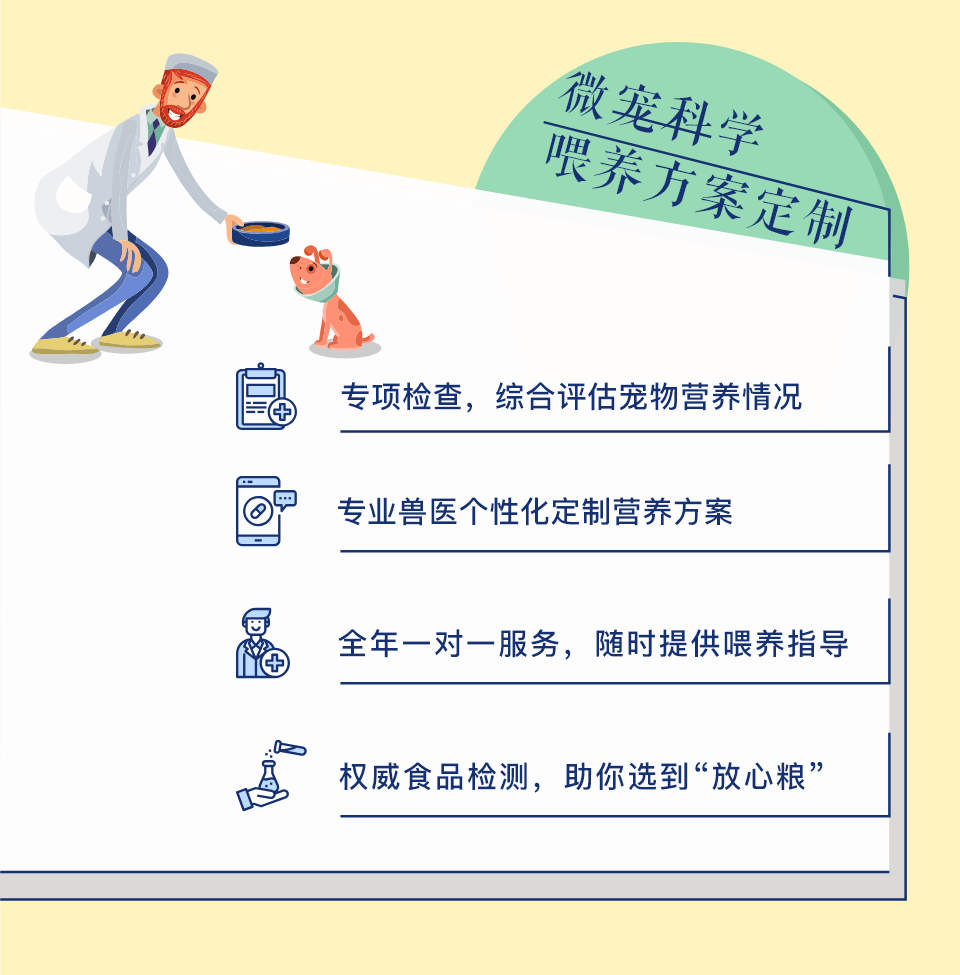 微宠科学
喂养方案定制
专项检查，综合评估宠物营养情况
专业兽医个性化定制营养方案
全年一对一服务，随时提供喂养指导
权威食品检测，助你选到“放心粮”